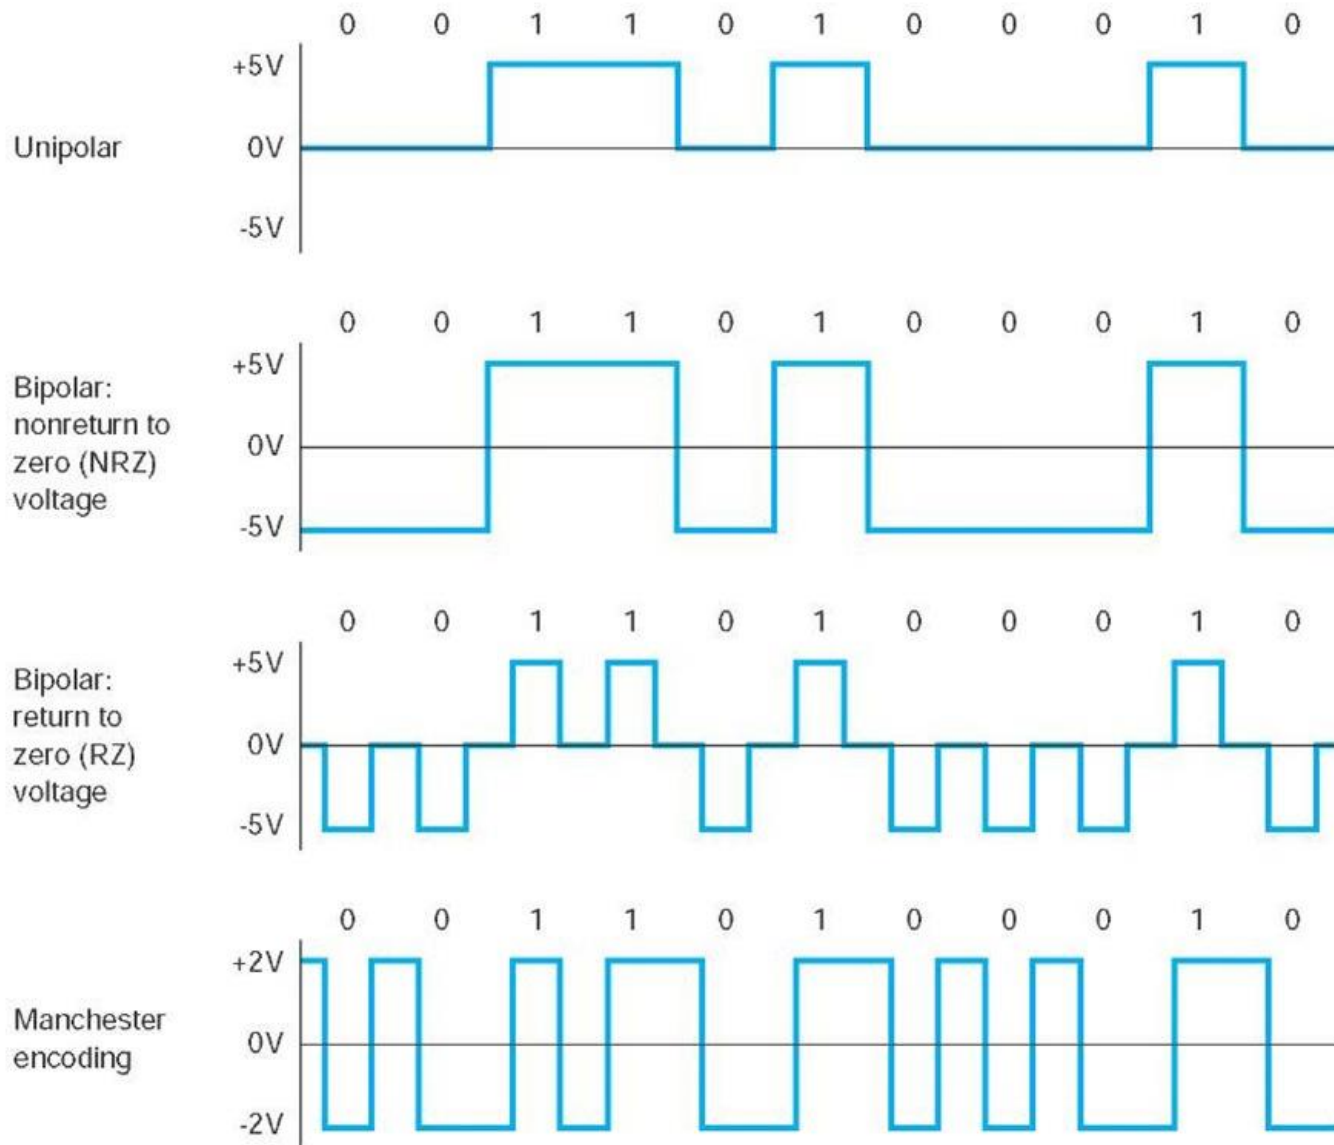 0 0 1 1 0 1 0 0 0 1 0
+5V
Unipolar
0V
-5V
0 0 1 1 0 1 0 0 0 1 0
+5V
Bipolar:
nonreturn to
0V
zero (NRZ)
voltage
-5V
0 0 1 1 0 1 0 0 0 1 0
+5V
Bipolar:
return to
0V
zero (RZ)
voltage
-5V
0 0 1 1 0 1 0 0 0 1 0
+2V
Manchester
0V
encoding
-2V